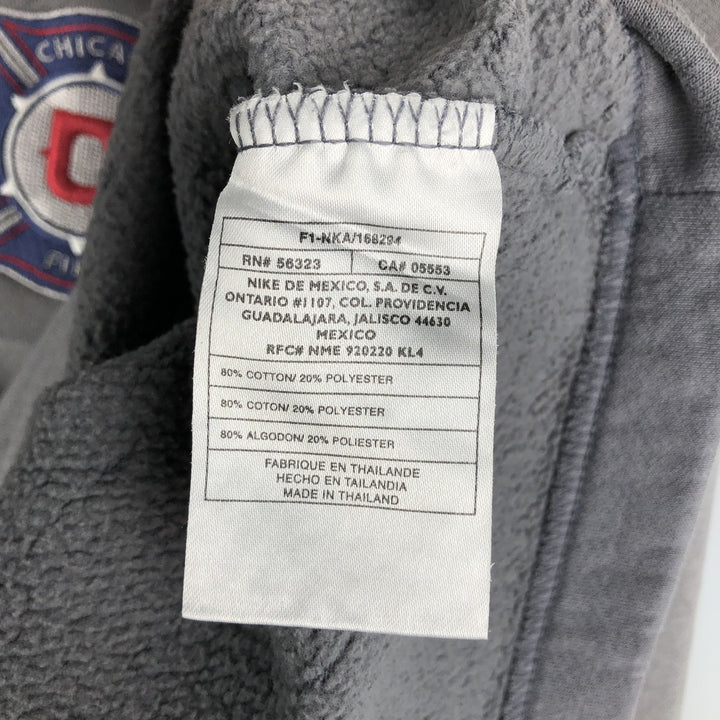 CHICA
C
FI
F1-NKA/168294
RN# 56323 CA# 05553
NIKE DE MEXICO, S.A. DE C.V.
ONTARIO #1107, COL. PROVIDENCIA
GUADALAJARA, JALISCO 44630
MEXICO
RFC# NME 920220 KL4
80% COTTON/ 20% POLYESTER
80% COTON/ 20% POLYESTER
80% ALGODON/ 20% POLIESTER
FABRIQUE EN THAILANDE
HECHO EN TAILANDIA
MADE IN THAILAND